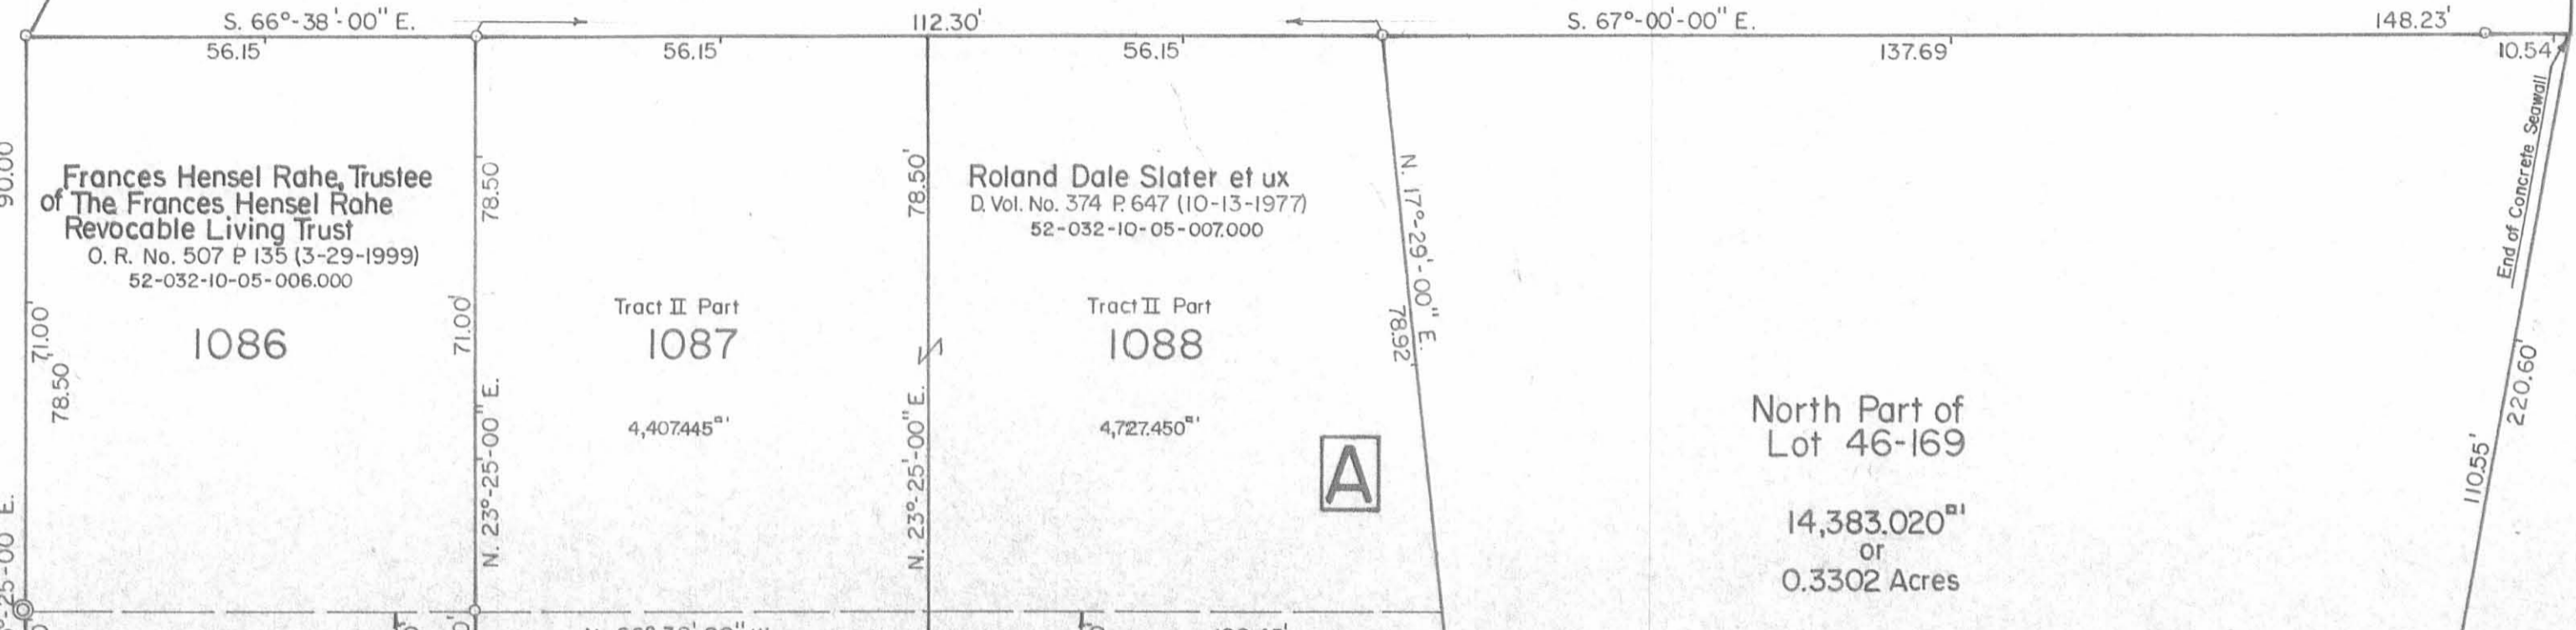 S. 66°-38'-00" E.
112.30'
S. 67°-00'-00" E.
148.23'
56.15'
56.15'
56.15'
137.69'
10.54'
End of Concrete Seawall
90.00
Frances Hensel Rahe, Trustee
of The Frances Hensel Rahe
Revocable Living Trust
O. R. No. 507 P 135 (3-29-1999)
52-032-10-05-006.000
1086
71.00'
78.50'
71.00'
78.50'
N. 23°-25'-00" E.
Tract II Part
1087
4,407.445□'
78.50'
N. 23°-25'-00" E.
Roland Dale Slater et ux
D. Vol. No. 374 P. 647 (10-13-1977)
52-032-10-05-007.000
Tract II Part
1088
4,727.450□'
A
N. 17°-29'-00" E.
78.92'
North Part of
Lot 46-169
14,383.020□'
or
0.3302 Acres
220.60'
110.55'
25-00 E.